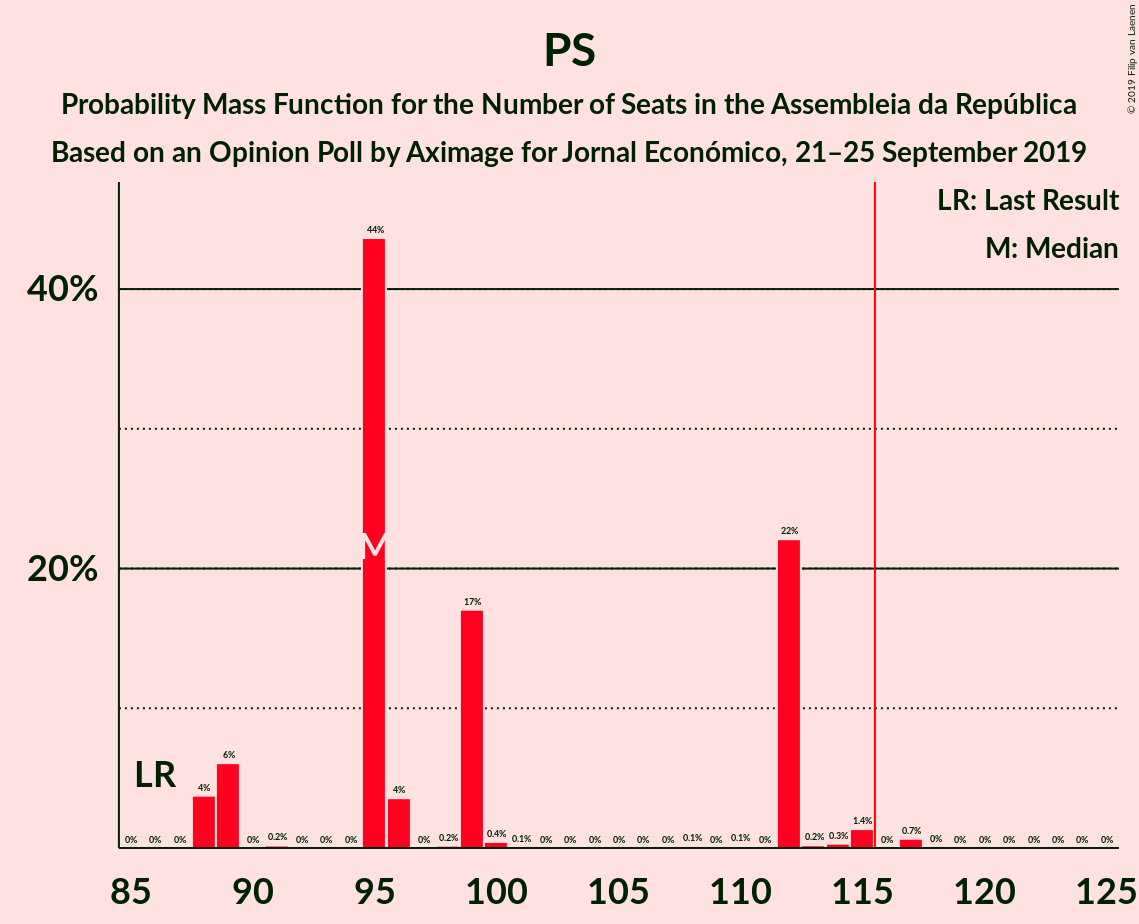 © 2019 Filip van Laenen
PS
Probability Mass Function for the Number of Seats in the Assembleia da República
Based on an Opinion Poll by Aximage for Jornal Económico, 21–25 September 2019
LR: Last Result
M: Median
40%
20%
LR
M
0% 0% 0% 4% 6% 0% 0.2% 0% 0% 0% 44% 4% 0% 0.2% 17% 0.4% 0.1% 0% 0% 0% 0% 0% 0% 0.1% 0% 0.1% 0% 22% 0.2% 0.3% 1.4% 0% 0.7% 0% 0% 0% 0% 0% 0% 0% 0%
85 90 95 100 105 110 115 120 125